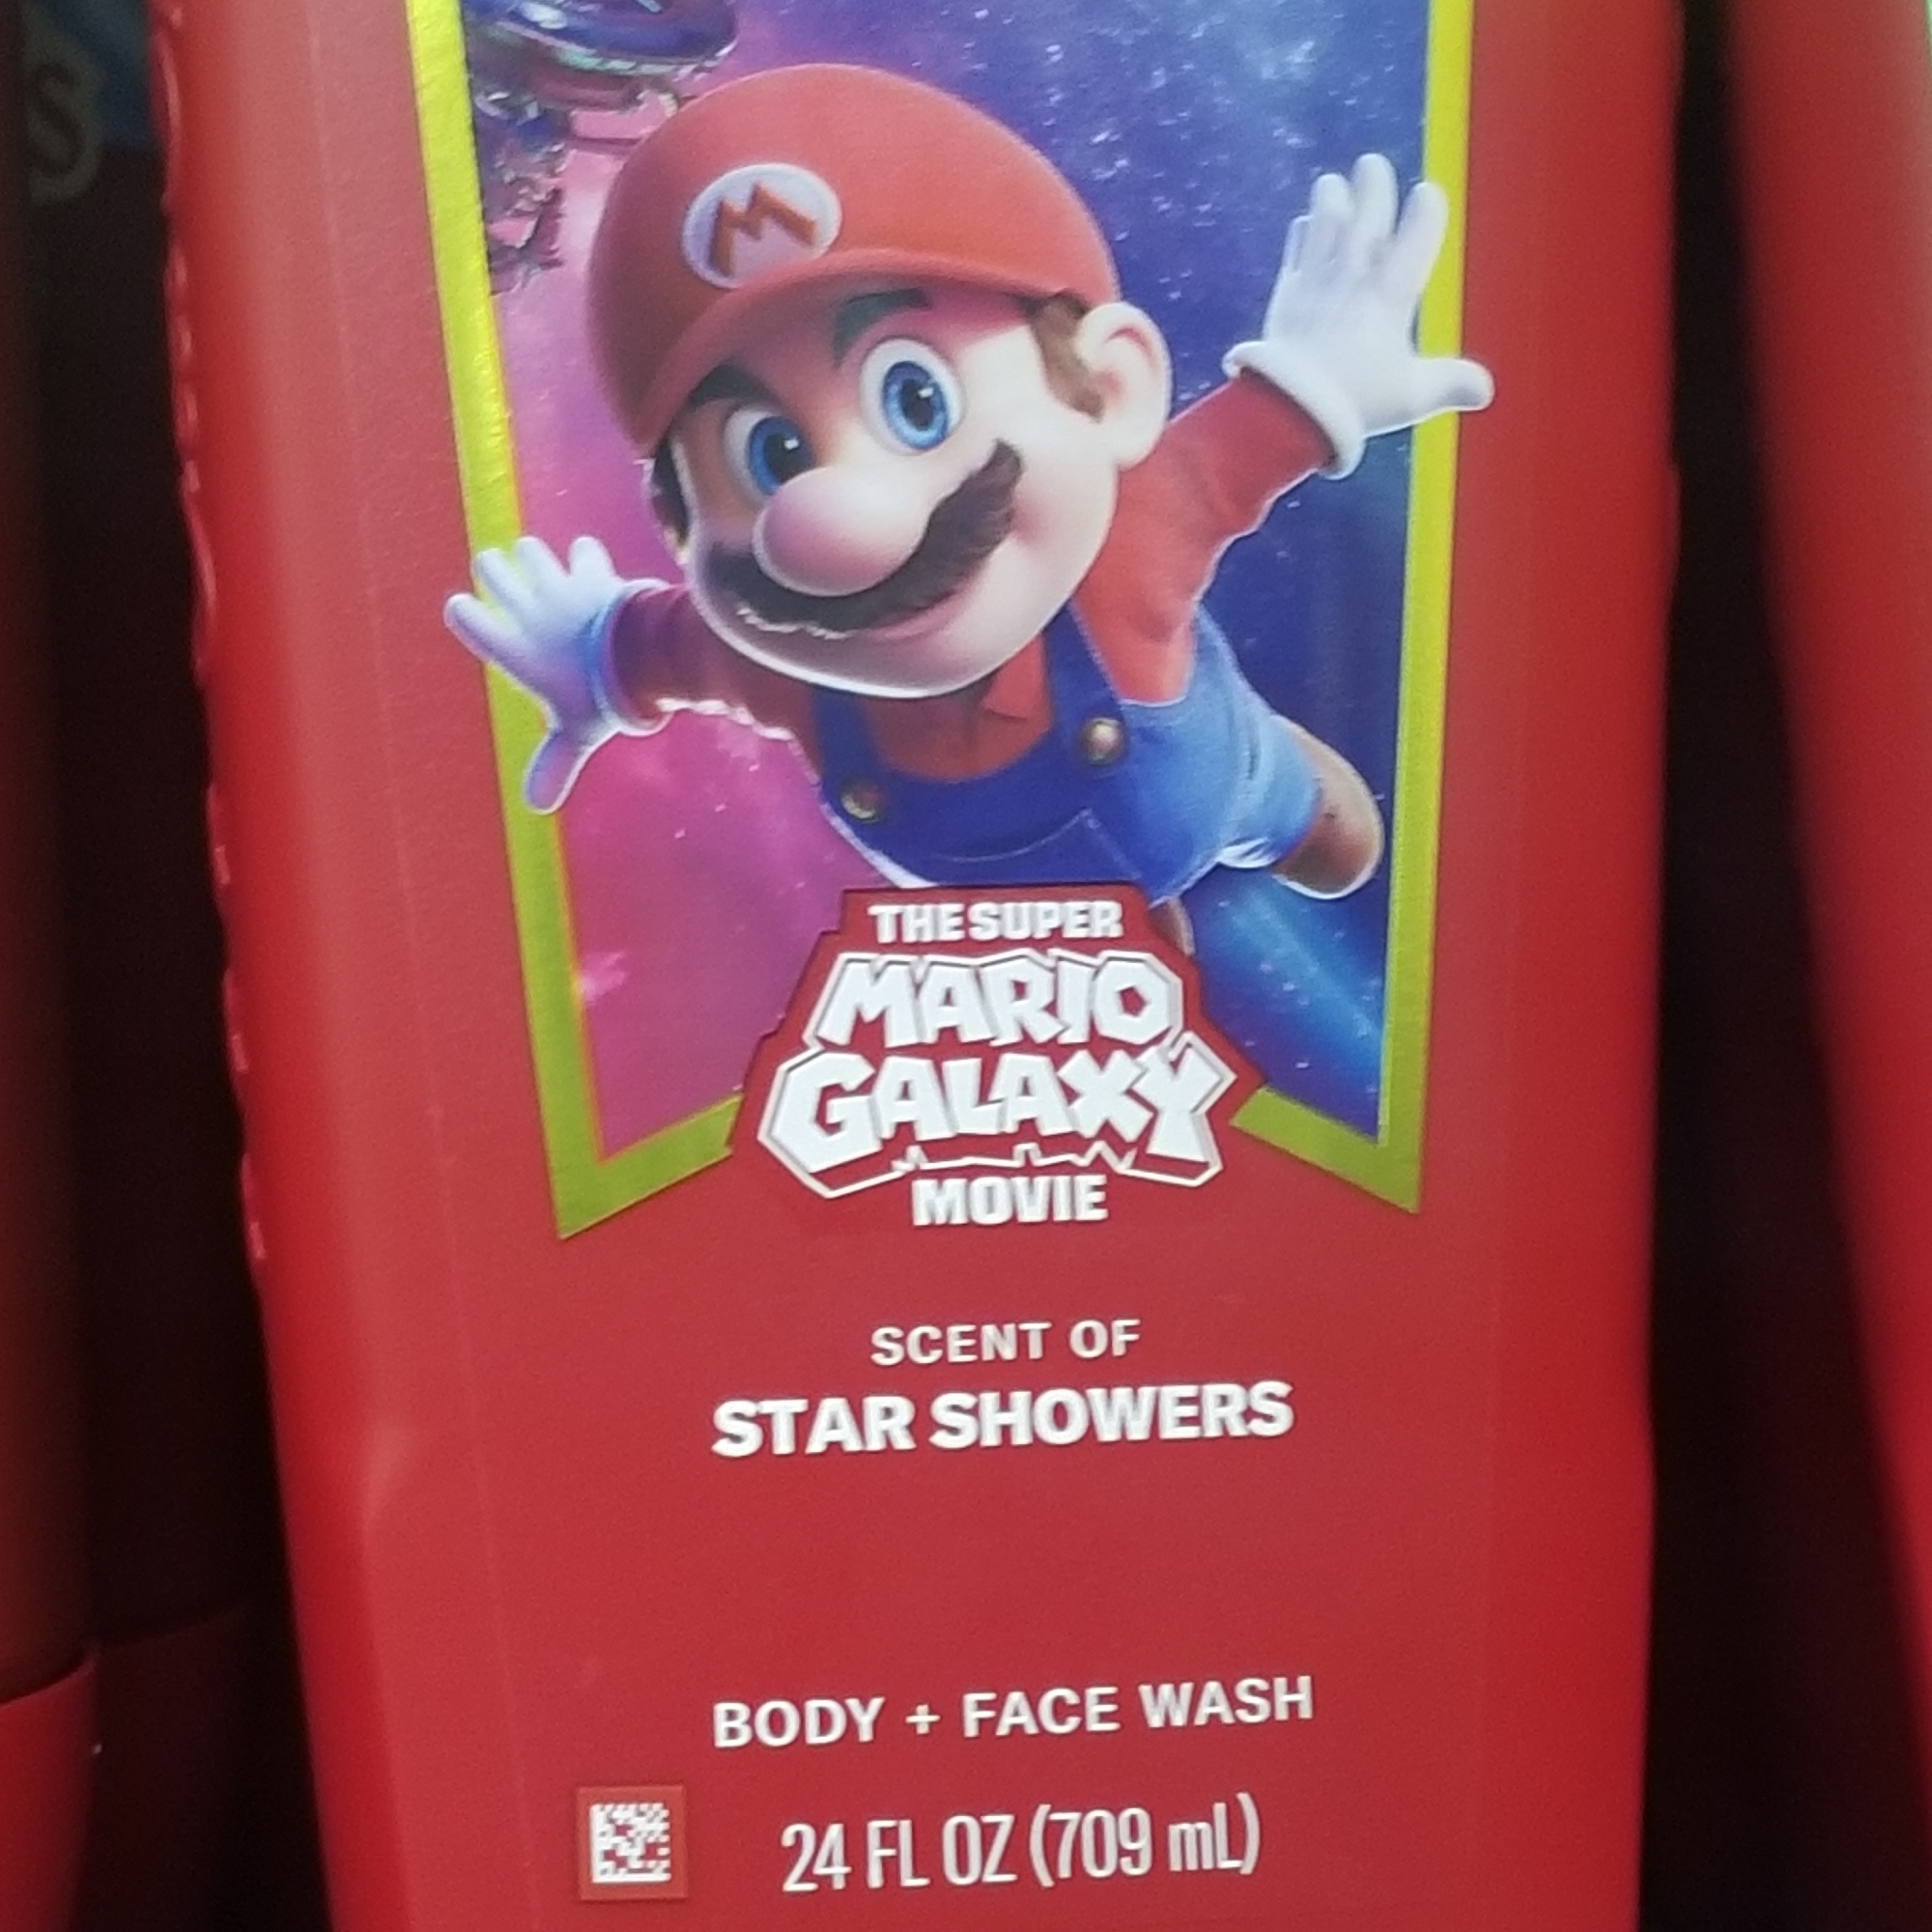 M
THE SUPER
MARIO
GALAXY
MOVIE
SCENT OF
STAR SHOWERS
BODY + FACE WASH
24 FL OZ (709 mL)